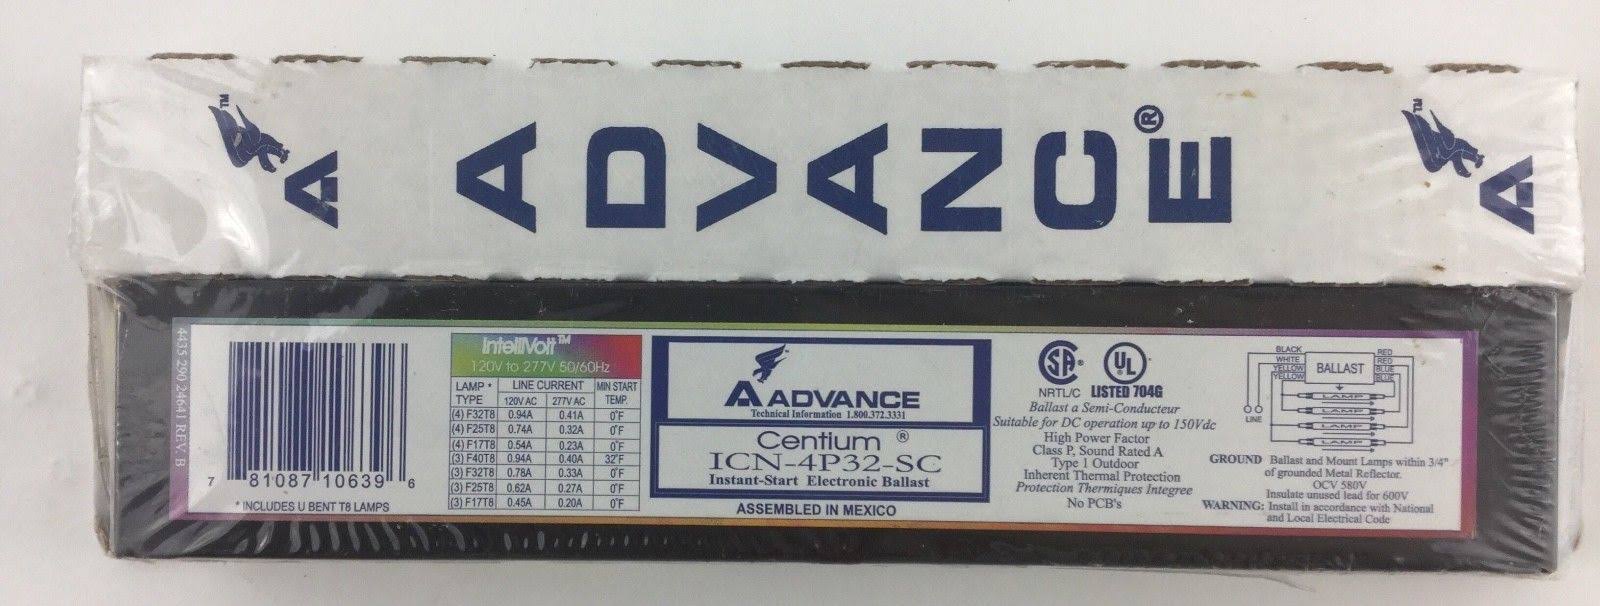 TM
A
ADVANCE®
TM
A
4435 290 24641 REV. B
7 81087 10639 6
* INCLUDES U BENT T8 LAMPS
IntelliVolt™
120V to 277V 50/60Hz
LAMP * TYPE LINE CURRENT MIN START TEMP.
120V AC 277V AC
(4) F32T8 0.94A 0.41A 0°F
(4) F25T8 0.74A 0.32A 0°F
(4) F17T8 0.54A 0.23A 0°F
(3) F40T8 0.94A 0.40A 32°F
(3) F32T8 0.78A 0.33A 0°F
(3) F25T8 0.62A 0.27A 0°F
(3) F17T8 0.45A 0.20A 0°F
A ADVANCE
Technical Information 1.800.372.3331
Centium ®
ICN-4P32-SC
Instant-Start Electronic Ballast
ASSEMBLED IN MEXICO
SA ® UL ®
NRTL/C LISTED 704G
Ballast a Semi-Conducteur
Suitable for DC operation up to 150Vdc
High Power Factor
Class P, Sound Rated A
Type 1 Outdoor
Inherent Thermal Protection
Protection Thermiques Integree
No PCB's
BLACK
WHITE
YELLOW
YELLOW
BALLAST
RED
RED
BLUE
BLUE
LINE
LAMP
LAMP
LAMP
LAMP
GROUND Ballast and Mount Lamps within 3/4"
of grounded Metal Reflector.
OCV 580V
Insulate unused lead for 600V
WARNING: Install in accordance with National
and Local Electrical Code